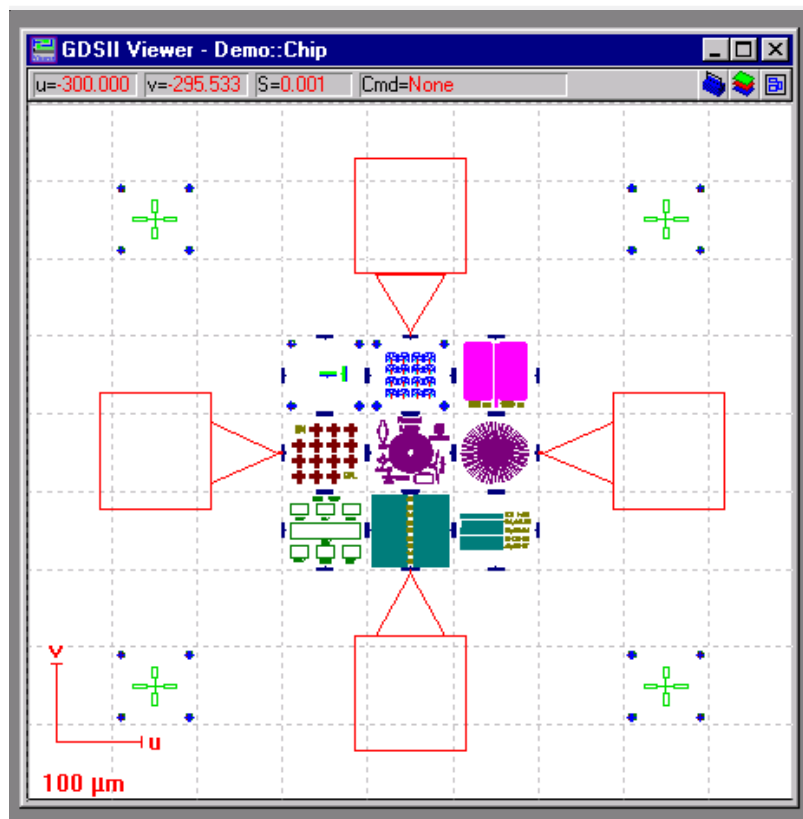 GDSII Viewer - Demo::Chip
u=-300.000 v=-295.533 S=0.001 Cmd=None
v
u
100 µm